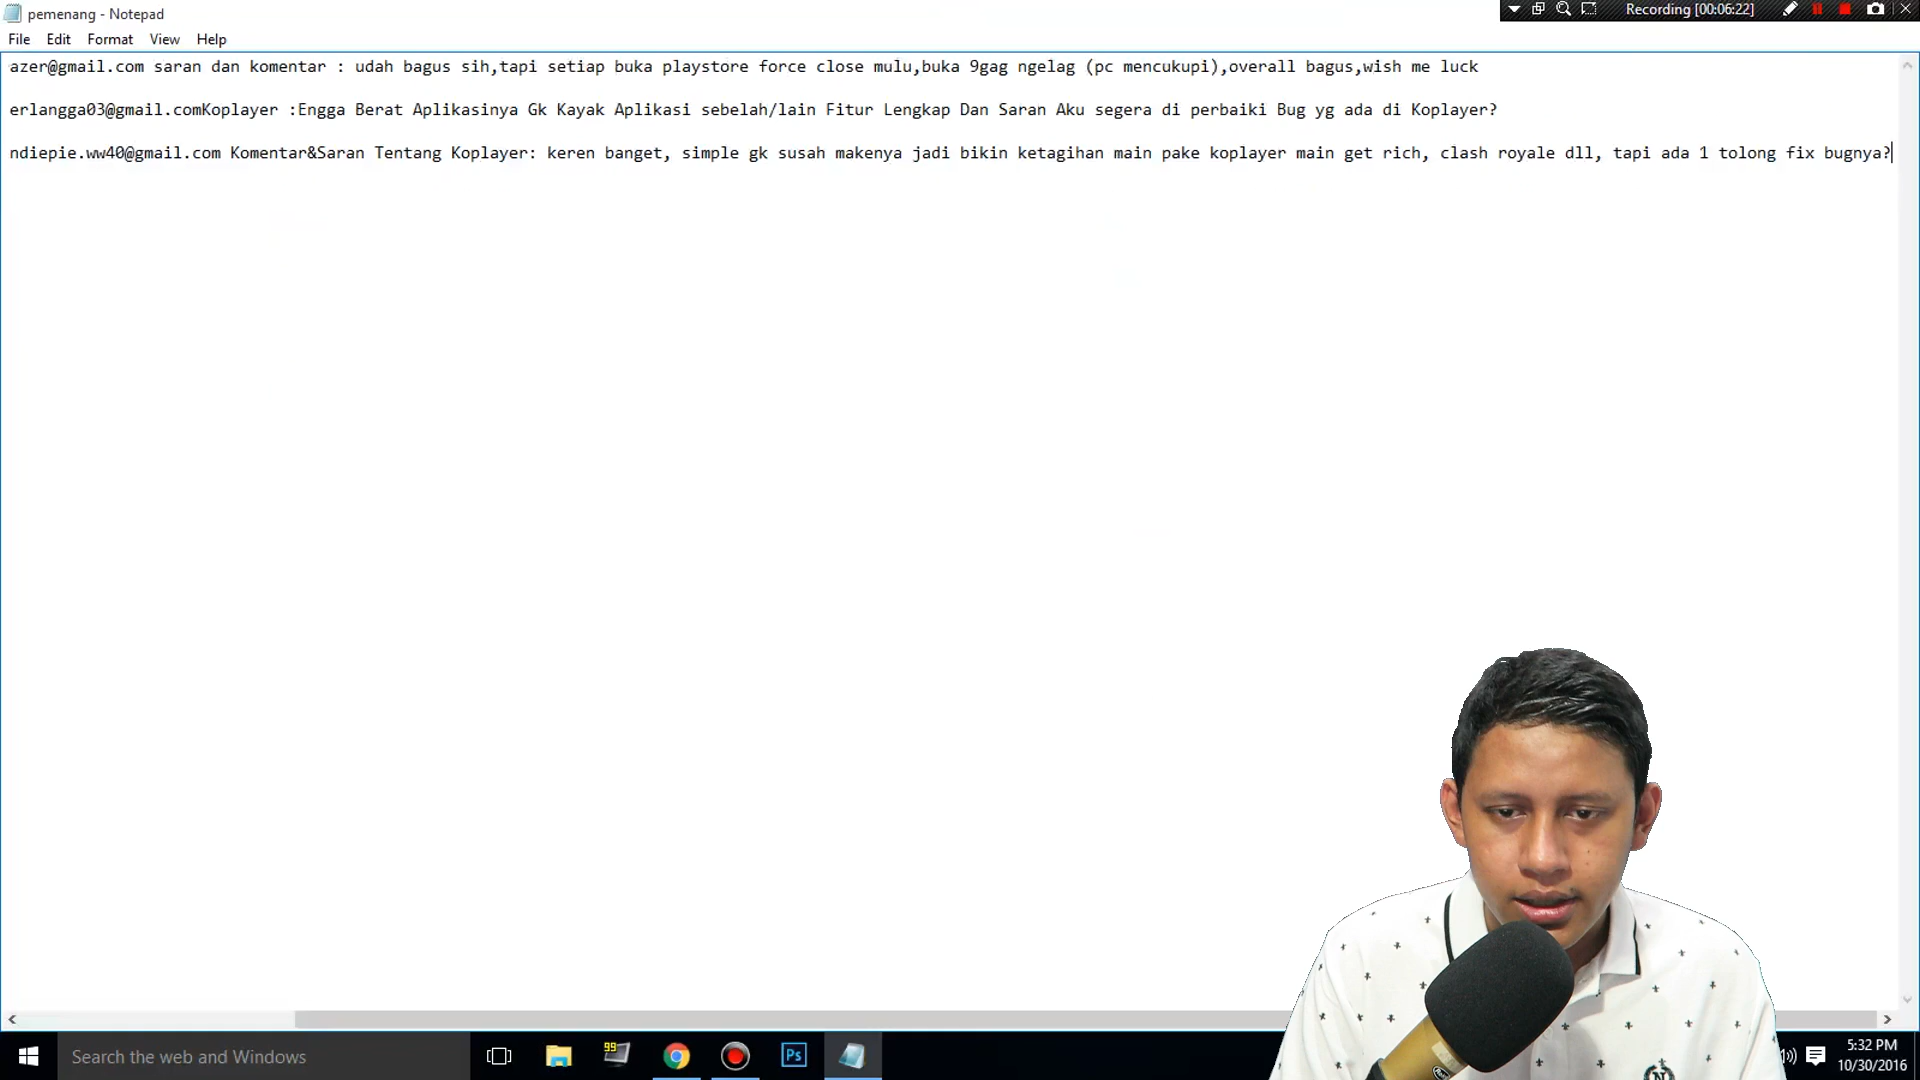 pemenang - Notepad
Recording [00:06:22]
File Edit Format View Help
azer@gmail.com saran dan komentar : udah bagus sih,tapi setiap buka playstore force close mulu,buka 9gag ngelag (pc mencukupi),overall bagus,wish me luck
erlangga03@gmail.comKoplayer :Engga Berat Aplikasinya Gk Kayak Aplikasi sebelah/lain Fitur Lengkap Dan Saran Aku segera di perbaiki Bug yg ada di Koplayer?
ndiepie.ww40@gmail.com Komentar&Saran Tentang Koplayer: keren banget, simple gk susah makenya jadi bikin ketagihan main pake koplayer main get rich, clash royale dll, tapi ada 1 tolong fix bugnya?
Search the web and Windows
99
Ps
5:32 PM
10/30/2016
N